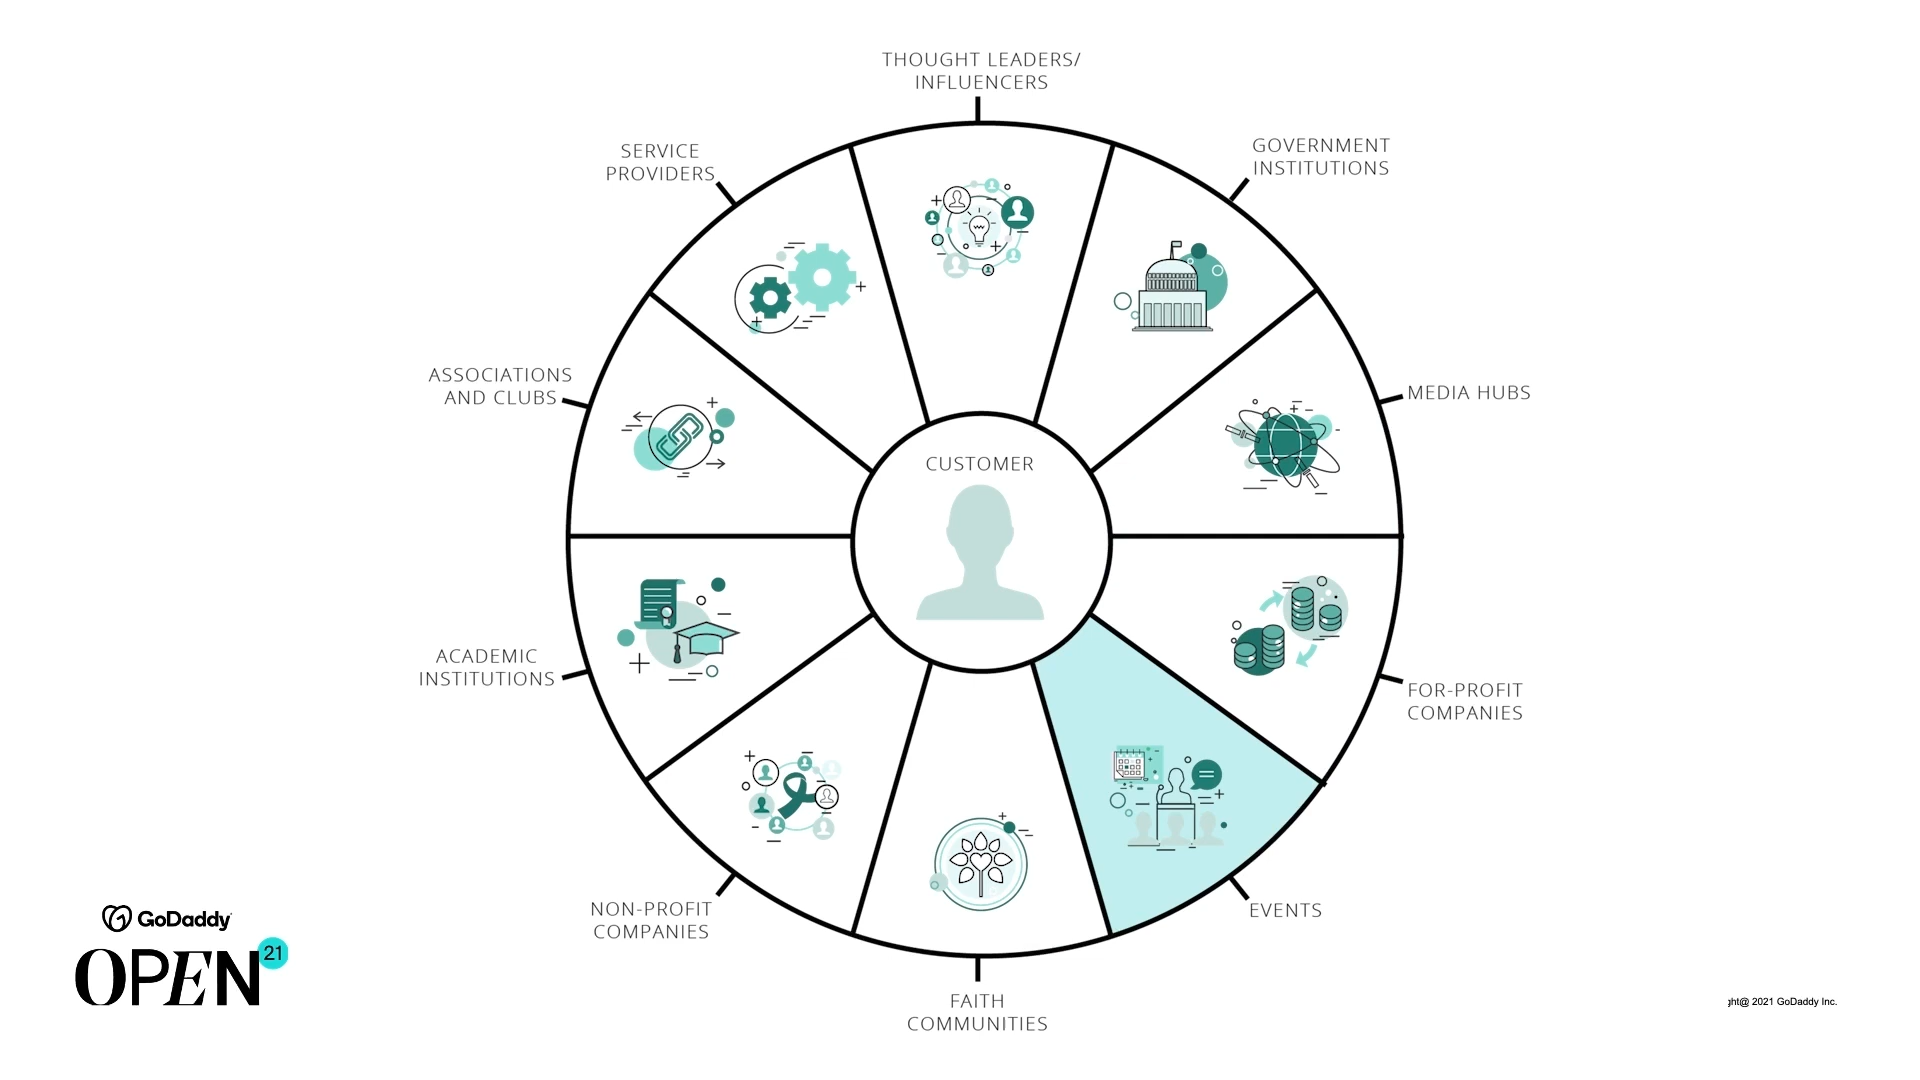 THOUGHT LEADERS/
INFLUENCERS
SERVICE
PROVIDERS
GOVERNMENT
INSTITUTIONS
ASSOCIATIONS
AND CLUBS
MEDIA HUBS
CUSTOMER
ACADEMIC
INSTITUTIONS
FOR-PROFIT
COMPANIES
NON-PROFIT
COMPANIES
EVENTS
FAITH
COMMUNITIES
GoDaddy
OPEN 21
ght@ 2021 GoDaddy Inc.